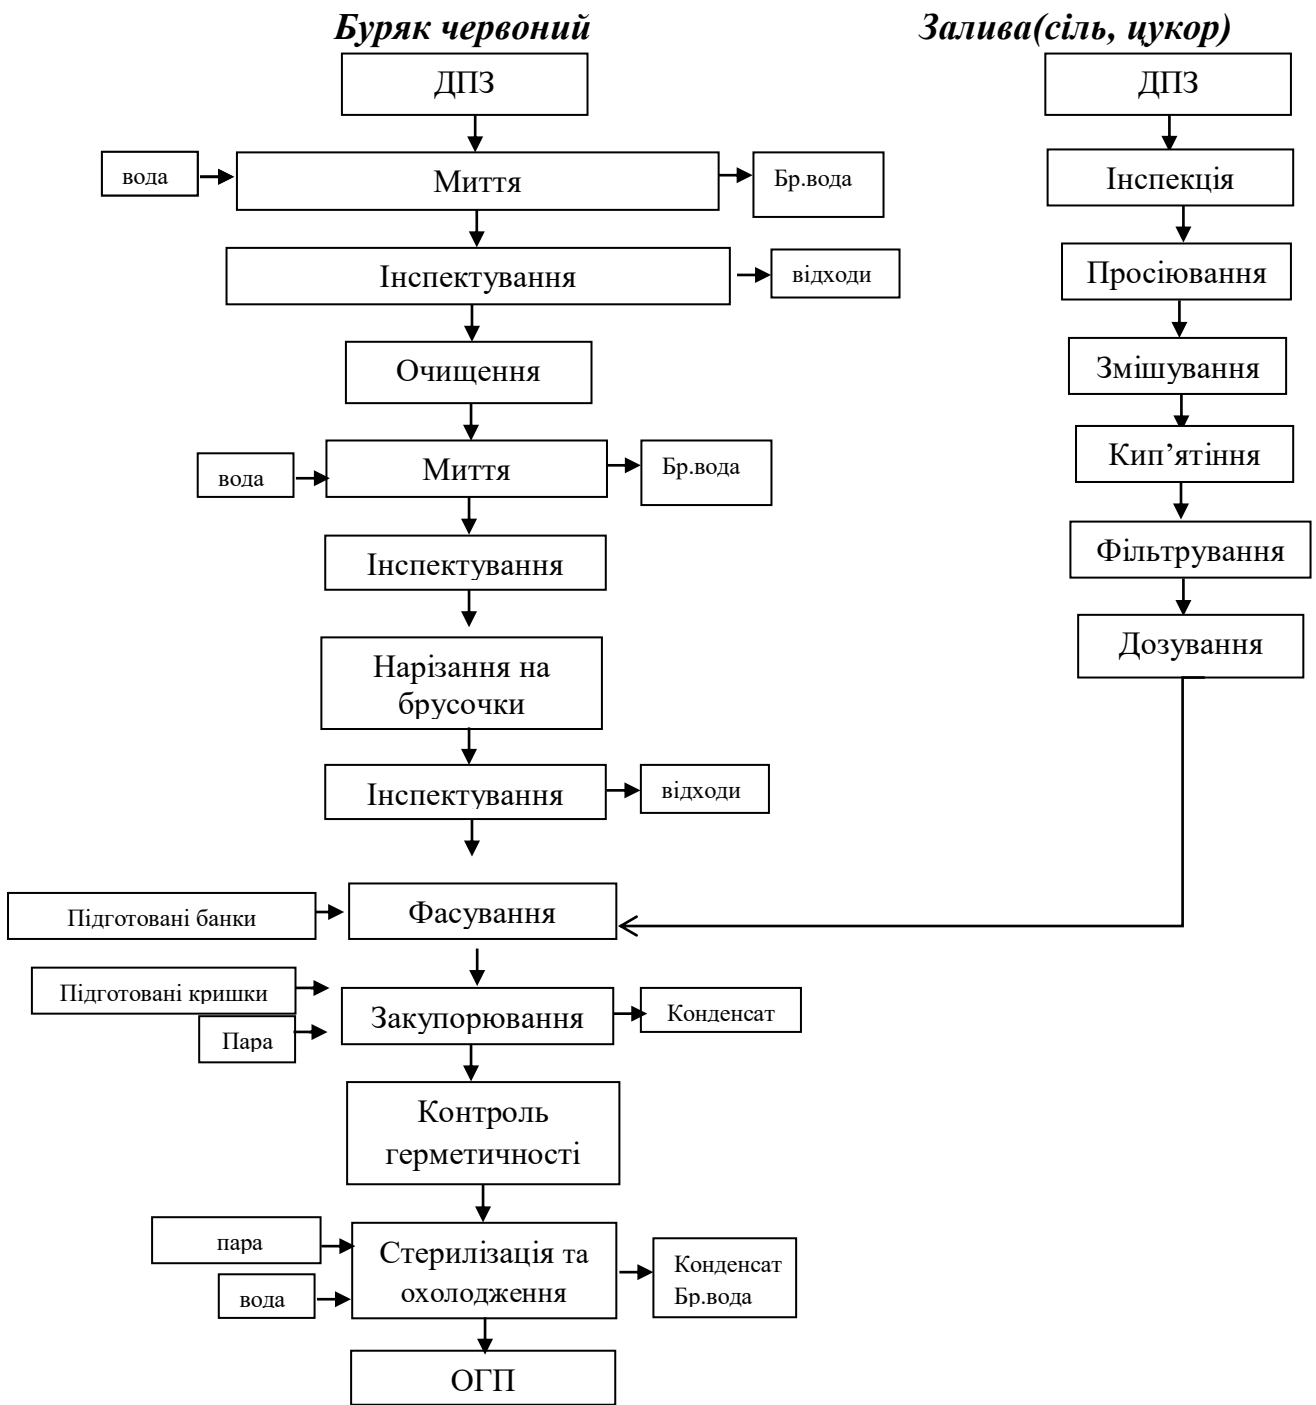 Буряк червоний
Залива(сіль, цукор)
ДПЗ
ДПЗ
вода
Миття
Бр.вода
Інспекція
Інспектування
відходи
Просіювання
Очищення
Змішування
вода
Миття
Бр.вода
Кип’ятіння
Інспектування
Фільтрування
Нарізання на
брусочки
Дозування
Інспектування
відходи
Підготовані банки
Фасування
Підготовані кришки
Закупорювання
Конденсат
Пара
Контроль
герметичності
пара
Стерилізація та
охолодження
Конденсат
Бр.вода
вода
ОГП